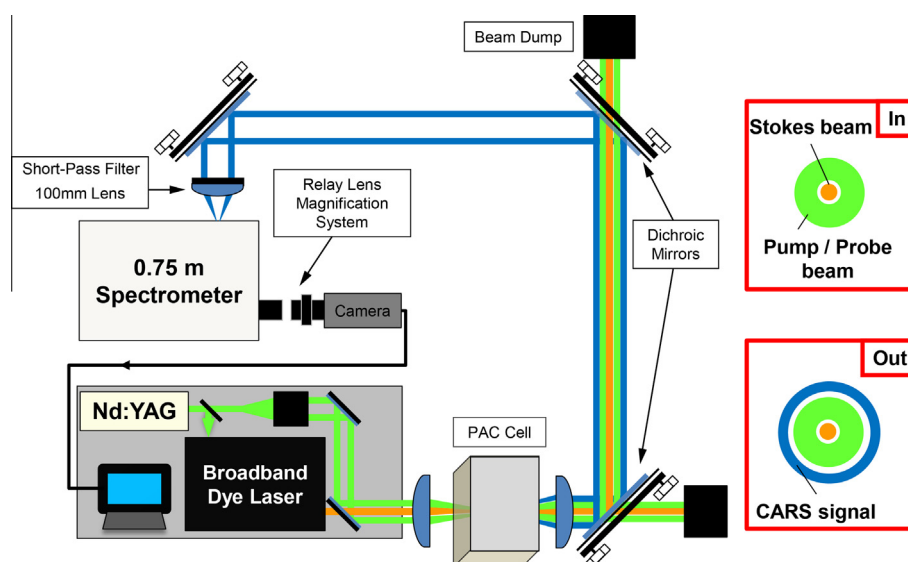 Beam Dump
In
Stokes beam
Pump / Probe
beam
Short-Pass Filter
100mm Lens
Relay Lens
Magnification
System
Dichroic
Mirrors
0.75 m
Spectrometer
Camera
Out
CARS signal
Nd:YAG
Broadband
Dye Laser
PAC Cell